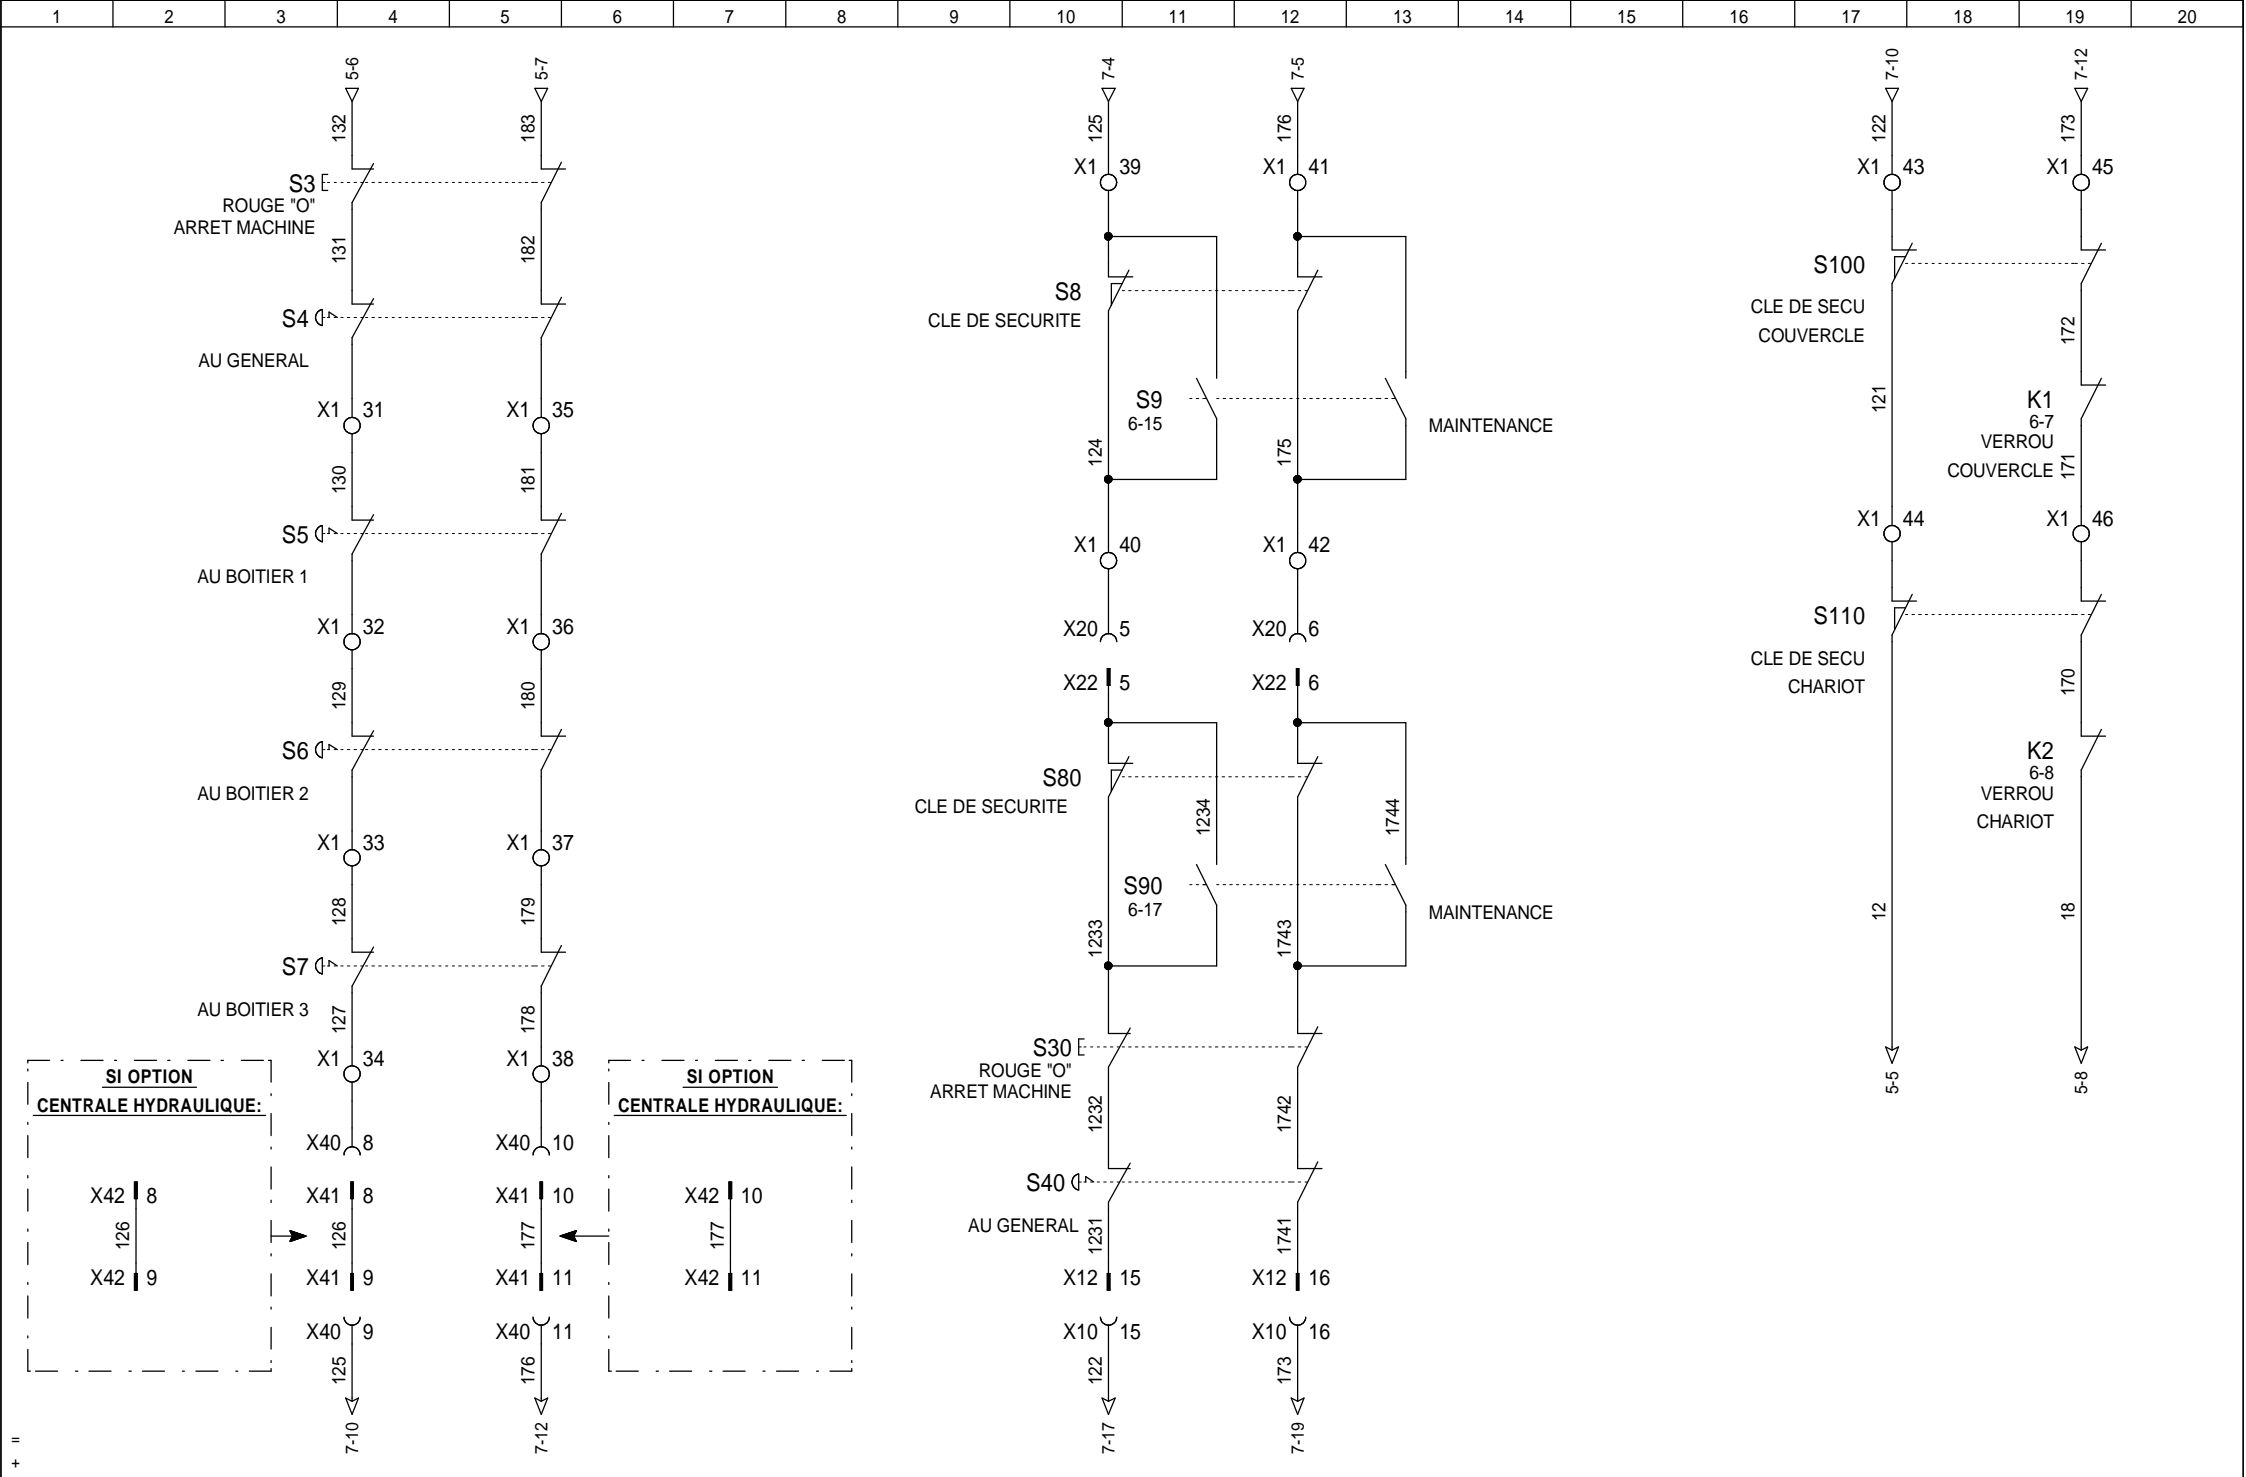 1 2 3 4 5 6 7 8 9 10 11 12 13 14 15 16 17 18 19 20
5-6
132
S3
ROUGE "O"
ARRET MACHINE
131
S4
AU GENERAL
X1 31
130
S5
AU BOITIER 1
X1 32
129
S6
AU BOITIER 2
X1 33
128
S7
AU BOITIER 3
127
X1 34
SI OPTION
CENTRALE HYDRAULIQUE:
X42 8
126
X42 9
X40 8
X41 8
126
X41 9
X40 9
125
7-10
5-7
183
182
X1 35
181
X1 36
180
X1 37
179
178
X1 38
X40 10
X41 10
177
X41 11
X40 11
176
7-12
SI OPTION
CENTRALE HYDRAULIQUE:
X42 10
177
X42 11
7-4
125
X1 39
S8
CLE DE SECURITE
S9
6-15
124
X1 40
X20 5
X22 5
S80
CLE DE SECURITE
1234
S90
6-17
1233
S30
ROUGE "O"
ARRET MACHINE
1232
S40
AU GENERAL
1231
X12 15
X10 15
122
7-17
7-5
176
X1 41
MAINTENANCE
175
X1 42
X20 6
X22 6
1744
MAINTENANCE
1743
1742
1741
X12 16
X10 16
173
7-19
7-10
122
X1 43
S100
CLE DE SECU
COUVERCLE
121
X1 44
S110
CLE DE SECU
CHARIOT
12
5-5
7-12
173
X1 45
172
K1
6-7
VERROU
COUVERCLE
171
X1 46
170
K2
6-8
VERROU
CHARIOT
18
5-8
=
+